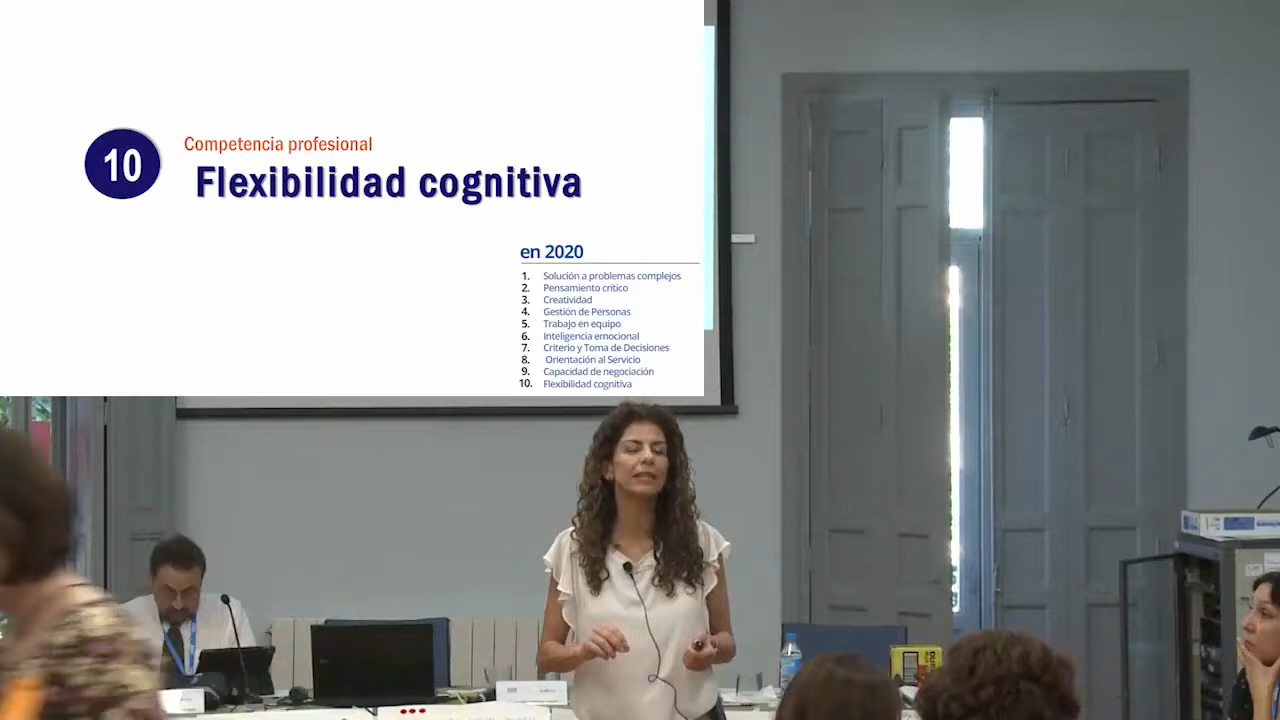 10
Competencia profesional
Flexibilidad cognitiva
en 2020
1. Solución a problemas complejos
2. Pensamiento critico
3. Creatividad
4. Gestión de Personas
5. Trabajo en equipo
6. Inteligencia emocional
7. Criterio y Toma de Decisiones
8. Orientación al Servicio
9. Capacidad de negociación
10. Flexibilidad cognitiva